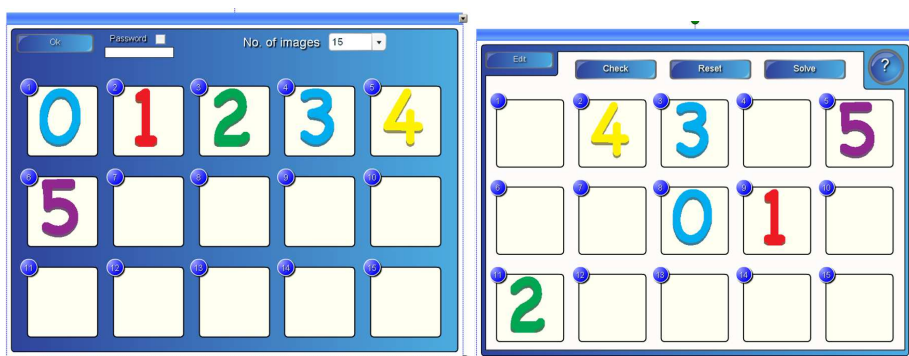 Ok
Password
No. of images 15
1 2 3 4 5
0 1 2 3 4
6 7 8 9 10
5
11 12 13 14 15
Edit
Check Reset Solve ?
1 2 3 4 5
4 3 5
6 7 8 9 10
0 1
11 12 13 14 15
2